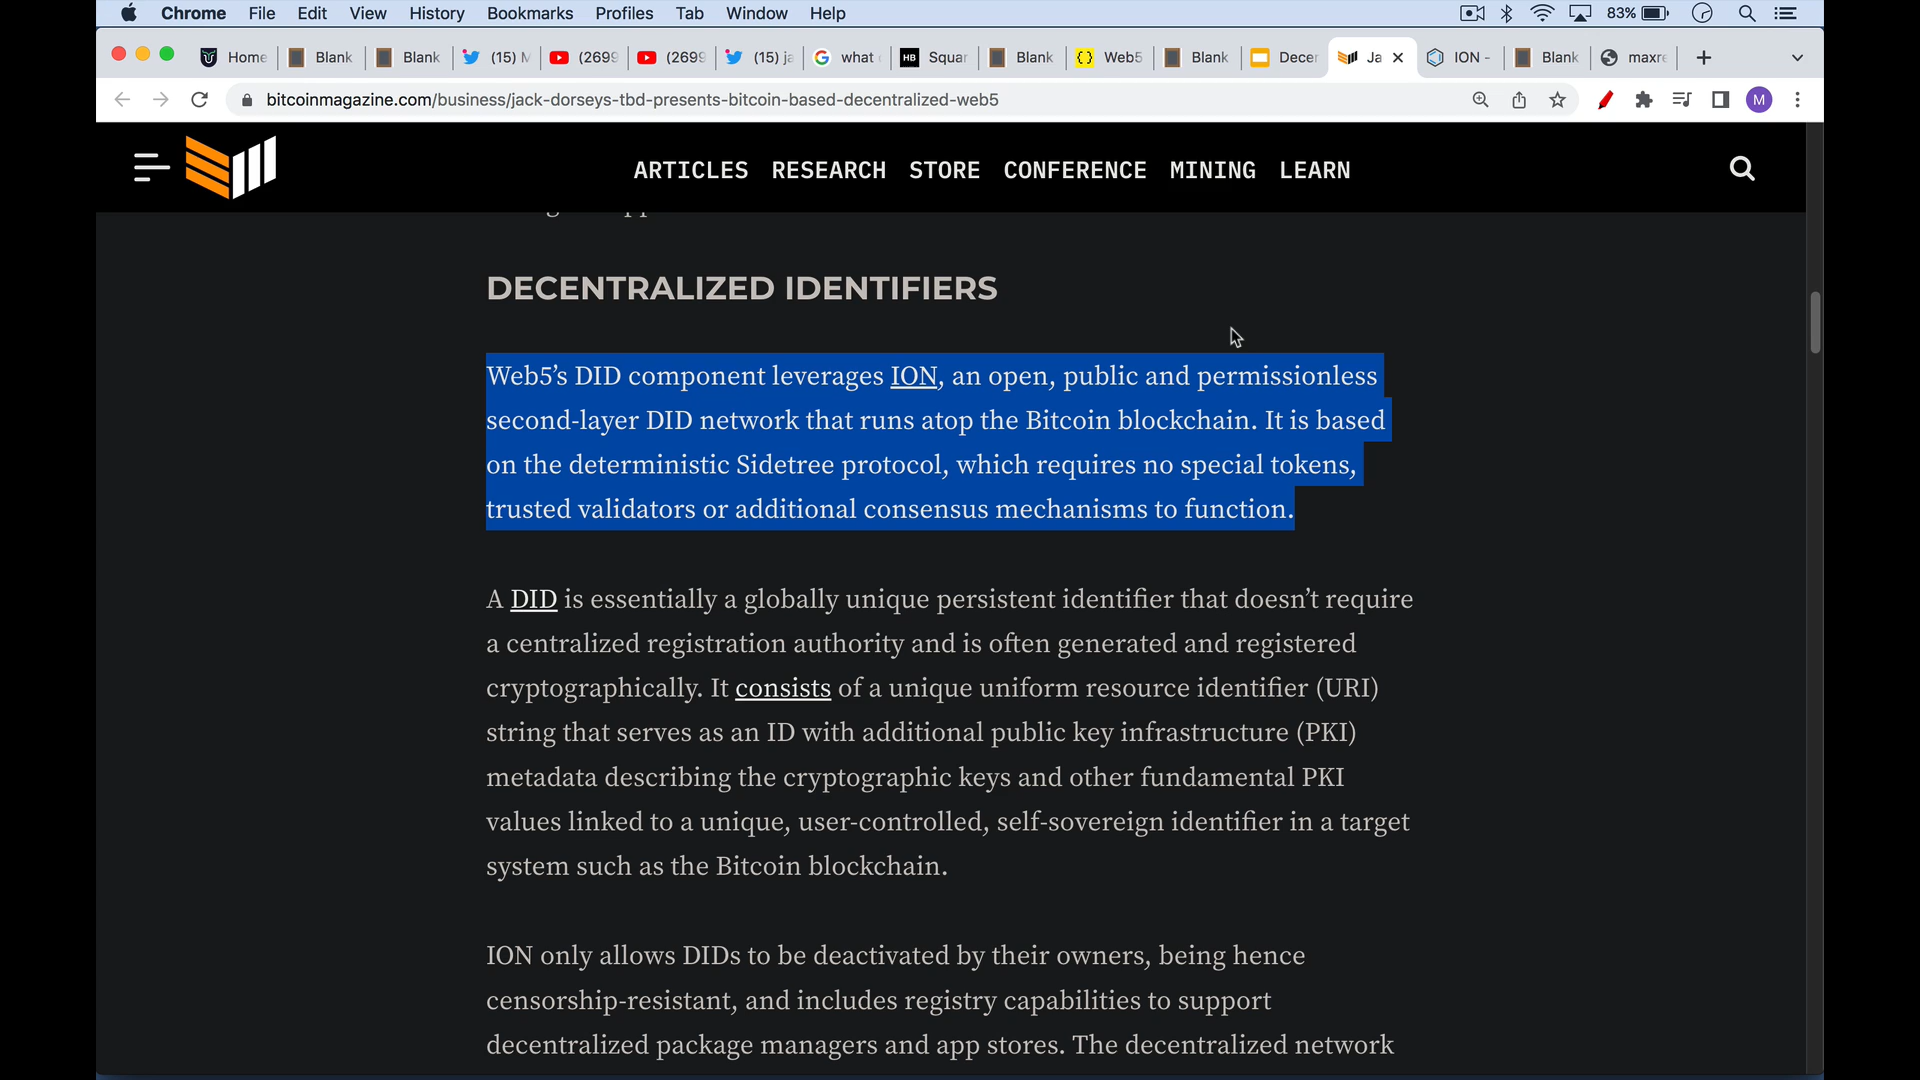 Chrome File Edit View History Bookmarks Profiles Tab Window Help 83%
Home Blank Blank (15) M (2699 (2699 (15) ja what HB Squar Blank Web5 Blank Decer Ja ION - Blank maxre
bitcoinmagazine.com/business/jack-dorseys-tbd-presents-bitcoin-based-decentralized-web5 M
ARTICLES RESEARCH STORE CONFERENCE MINING LEARN
DECENTRALIZED IDENTIFIERS
Web5’s DID component leverages ION, an open, public and permissionless
second-layer DID network that runs atop the Bitcoin blockchain. It is based
on the deterministic Sidetree protocol, which requires no special tokens,
trusted validators or additional consensus mechanisms to function.
A DID is essentially a globally unique persistent identifier that doesn’t require
a centralized registration authority and is often generated and registered
cryptographically. It consists of a unique uniform resource identifier (URI)
string that serves as an ID with additional public key infrastructure (PKI)
metadata describing the cryptographic keys and other fundamental PKI
values linked to a unique, user-controlled, self-sovereign identifier in a target
system such as the Bitcoin blockchain.
ION only allows DIDs to be deactivated by their owners, being hence
censorship-resistant, and includes registry capabilities to support
decentralized package managers and app stores. The decentralized network